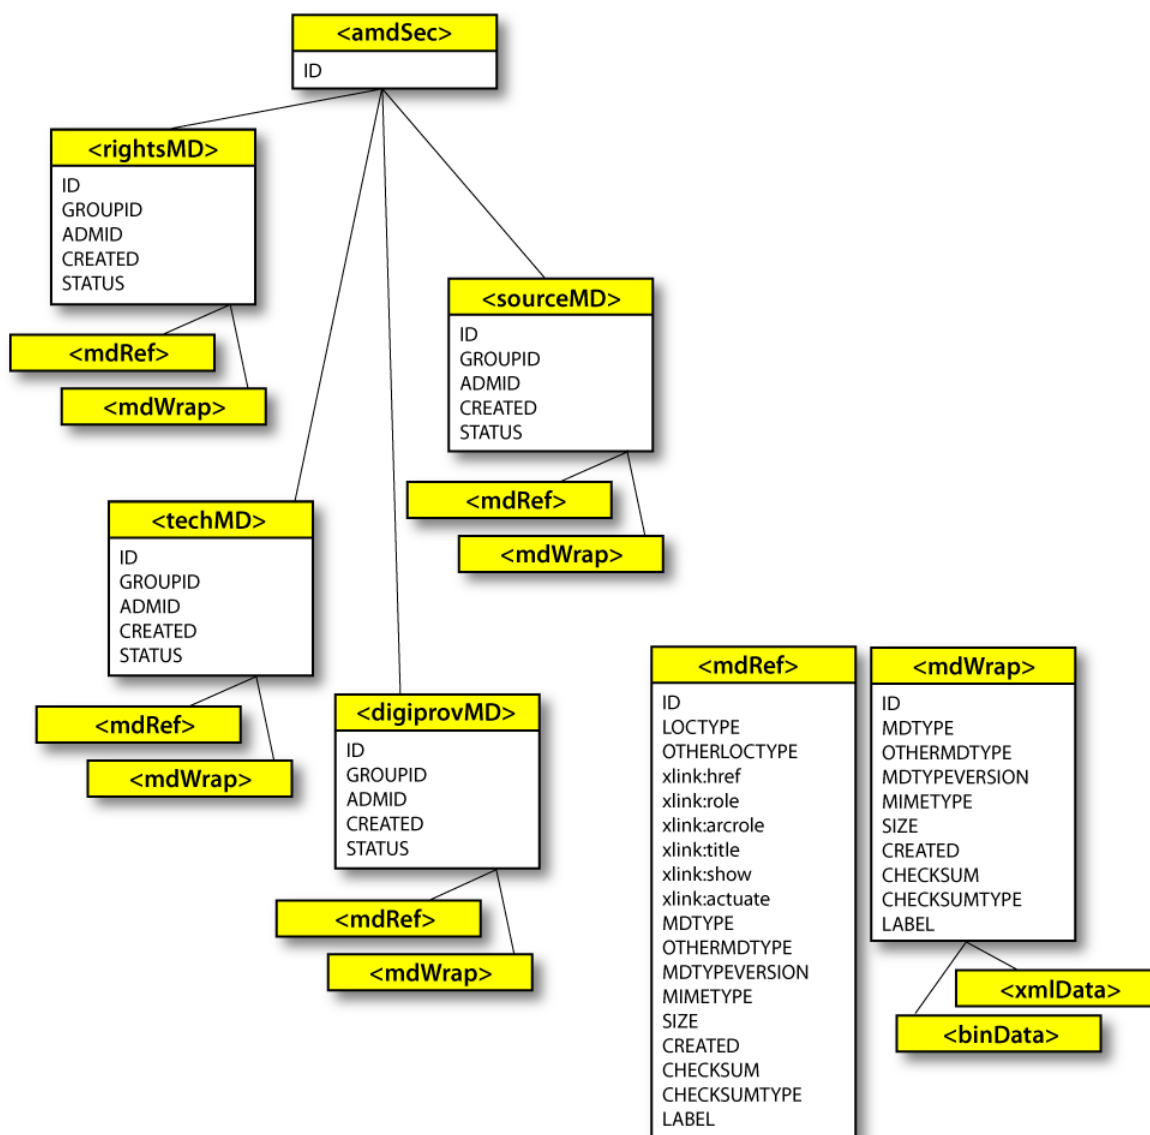 <amdSec>
ID
<rightsMD>
ID
GROUPID
ADMID
CREATED
STATUS
<mdRef>
<mdWrap>
<sourceMD>
ID
GROUPID
ADMID
CREATED
STATUS
<mdRef>
<mdWrap>
<techMD>
ID
GROUPID
ADMID
CREATED
STATUS
<mdRef>
<mdWrap>
<digiprovMD>
ID
GROUPID
ADMID
CREATED
STATUS
<mdRef>
<mdWrap>
<mdRef>
ID
LOCTYPE
OTHERLOCTYPE
xlink:href
xlink:role
xlink:arcrole
xlink:title
xlink:show
xlink:actuate
MDTYPE
OTHERMDTYPE
MDTYPEVERSION
MIMETYPE
SIZE
CREATED
CHECKSUM
CHECKSUMTYPE
LABEL
<mdWrap>
ID
MDTYPE
OTHERMDTYPE
MDTYPEVERSION
MIMETYPE
SIZE
CREATED
CHECKSUM
CHECKSUMTYPE
LABEL
<xmlData>
<binData>